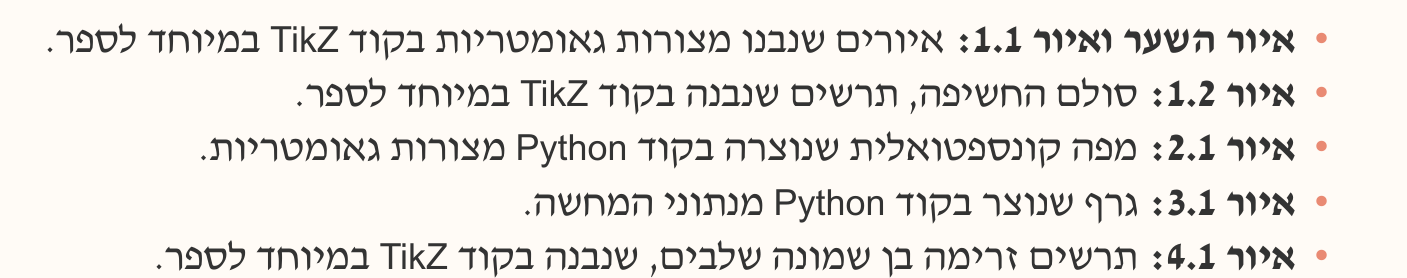 • איור השער ואיור 1.1: איורים שנבנו מצורות גאומטריות בקוד TikZ במיוחד לספר.
• איור 1.2: סולם החשיפה, תרשים שנבנה בקוד TikZ במיוחד לספר.
• איור 2.1: מפה קונספטואלית שנוצרה בקוד Python מצורות גאומטריות.
• איור 3.1: גרף שנוצר בקוד Python מנתוני המחשה.
• איור 4.1: תרשים זרימה בן שמונה שלבים, שנבנה בקוד TikZ במיוחד לספר.